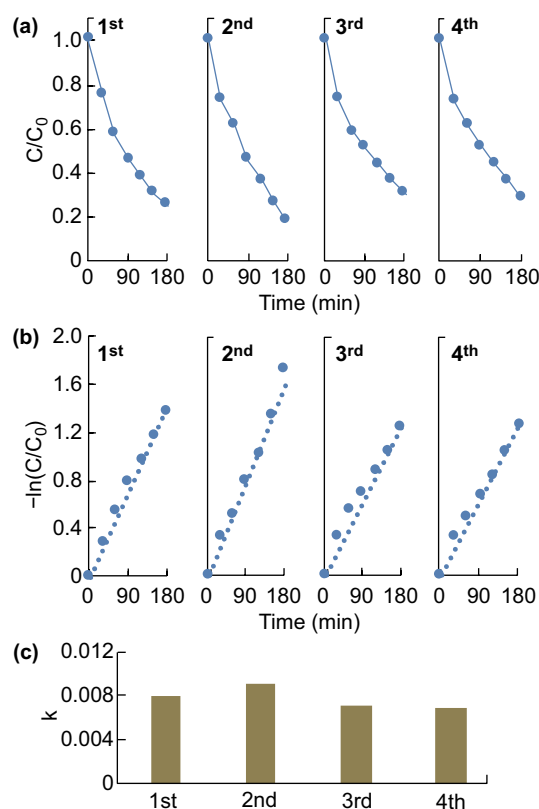 (a)
1st 2nd 3rd 4th
1.0
0.8
0.6
0.4
0.2
0
C/C0
0 90 180 0 90 180 0 90 180 0 90 180
Time (min)
(b)
1st 2nd 3rd 4th
2.0
1.6
1.2
0.8
0.4
0
−ln(C/C0)
0 90 180 0 90 180 0 90 180 0 90 180
Time (min)
(c)
0.012
0.008
0.004
0
k
1st 2nd 3rd 4th